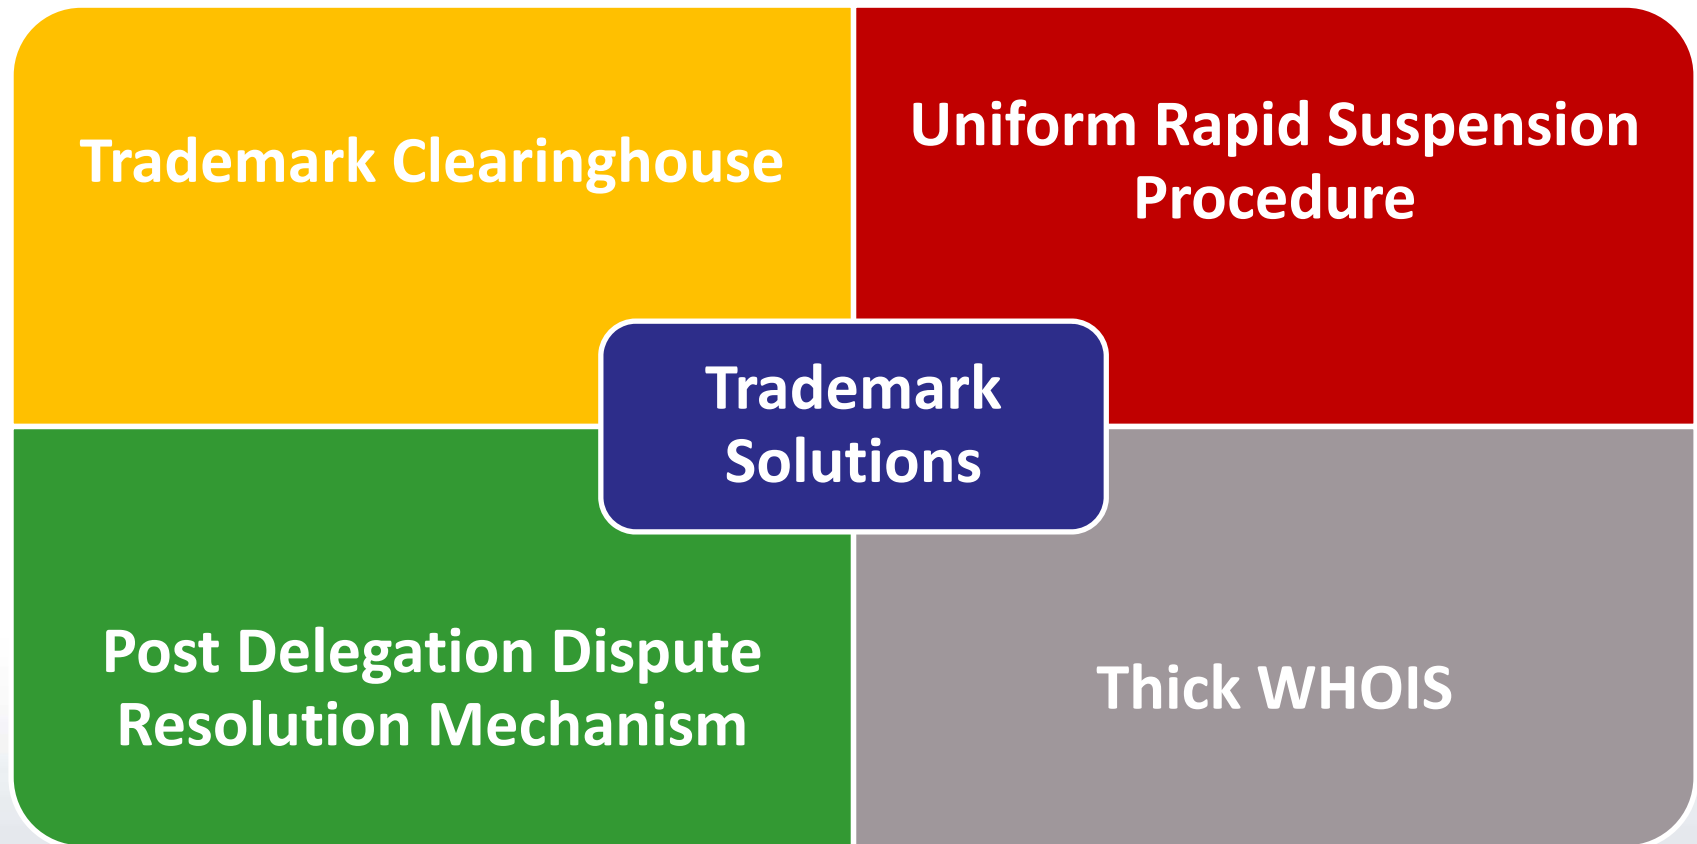 Trademark Clearinghouse
Uniform Rapid Suspension
Procedure
Trademark
Solutions
Post Delegation Dispute
Resolution Mechanism
Thick WHOIS